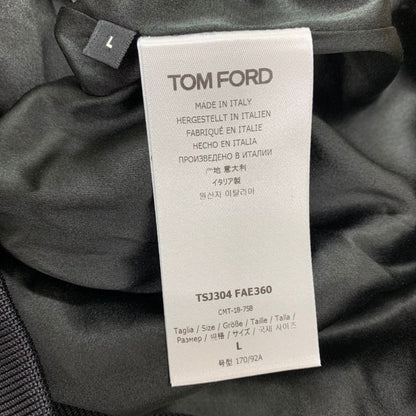 L
TOM FORD
MADE IN ITALY
HERGESTELLT IN ITALIEN
FABRIQUÉ EN ITALIE
HECHO EN ITALIA
ПРОИЗВЕДЕНО В ИТАЛИИ
产地 意大利
イタリア製
원산지 이탈리아
TSJ304 FAE360
CMT-18-758
Taglia / Size / Größe / Taille / Talla /
Размер / 规格 / サイズ / 국제 사이즈
L
号型 170/92A